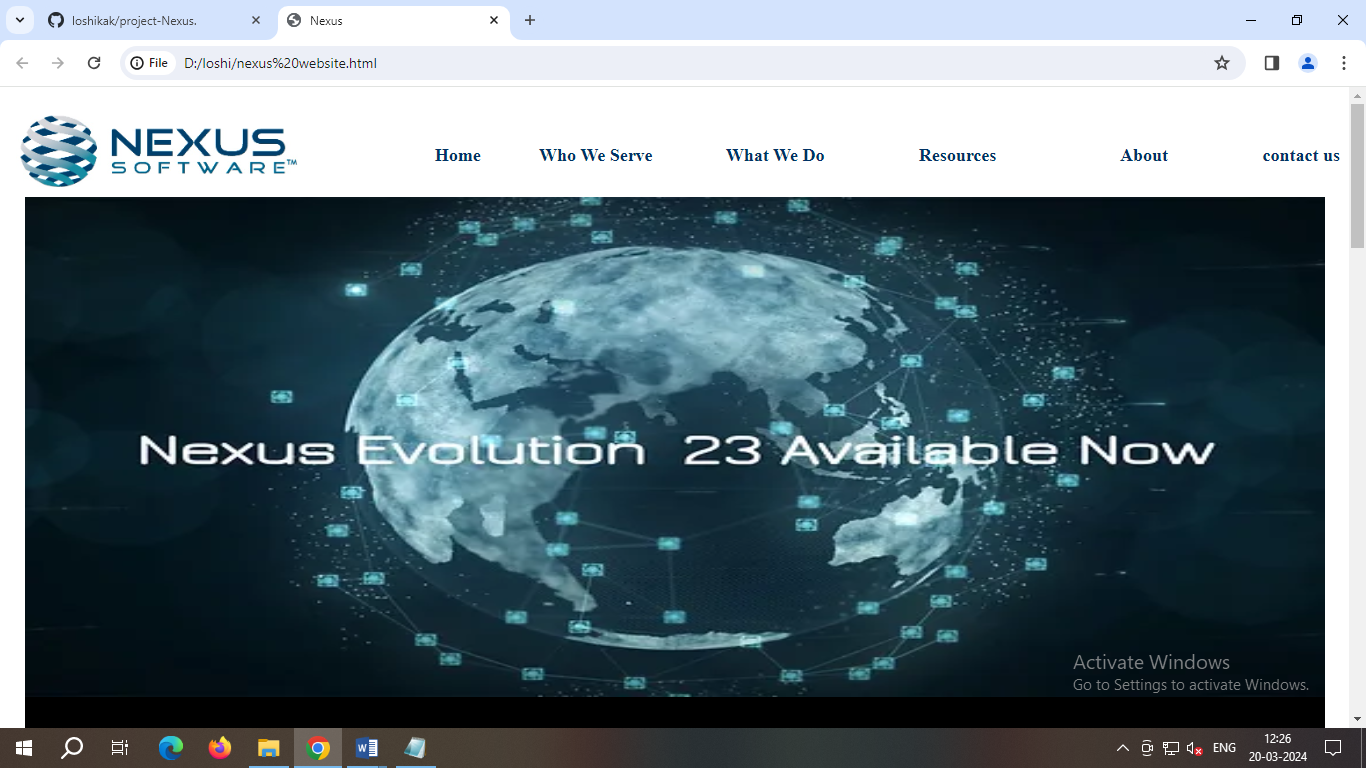 loshikak/project-Nexus.
Nexus
File
D:/loshi/nexus%20website.html
NEXUS
SOFTWARE™
Home
Who We Serve
What We Do
Resources
About
contact us
Nexus Evolution 23 Available Now
Activate Windows
Go to Settings to activate Windows.
ENG
12:26
20-03-2024